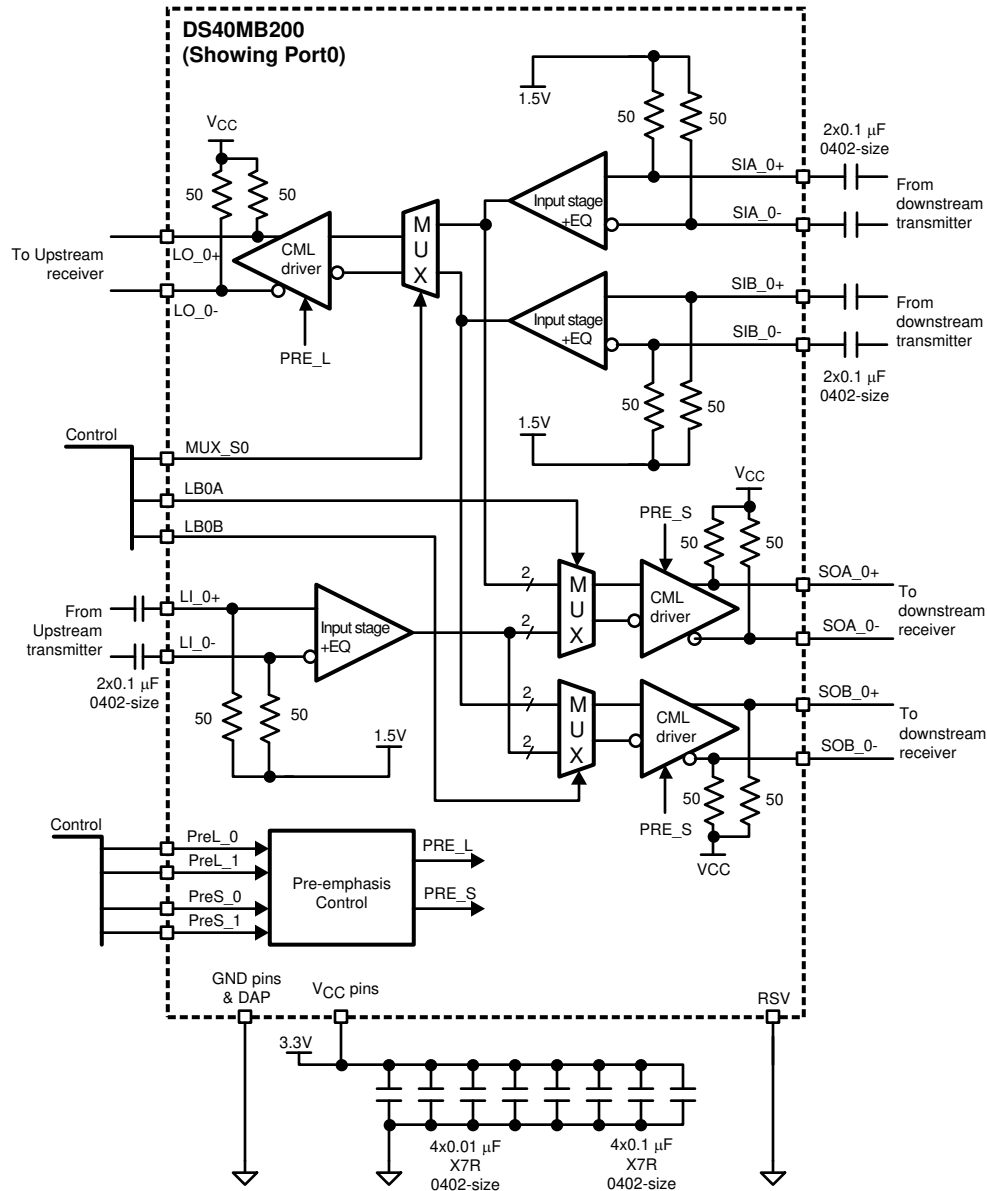 DS40MB200
(Showing Port0)
1.5V
50
50
2x0.1 µF
0402-size
VCC
50
50
SIA_0+
SIA_0-
From
downstream
transmitter
Input stage
+EQ
M
U
X
CML
driver
To Upstream
receiver
LO_0+
LO_0-
PRE_L
SIB_0+
SIB_0-
From
downstream
transmitter
Input stage
+EQ
2x0.1 µF
0402-size
50
50
1.5V
Control
MUX_S0
LB0A
LB0B
VCC
PRE_S
50
50
2
2
M
U
X
CML
driver
SOA_0+
SOA_0-
To
downstream
receiver
From
Upstream
transmitter
LI_0+
LI_0-
Input stage
+EQ
2x0.1 µF
0402-size
50
50
1.5V
2
2
M
U
X
CML
driver
SOB_0+
SOB_0-
To
downstream
receiver
PRE_S
50
50
VCC
Control
PreL_0
PreL_1
PreS_0
PreS_1
Pre-emphasis
Control
PRE_L
PRE_S
GND pins
& DAP
VCC pins
RSV
3.3V
4x0.01 µF
X7R
0402-size
4x0.1 µF
X7R
0402-size